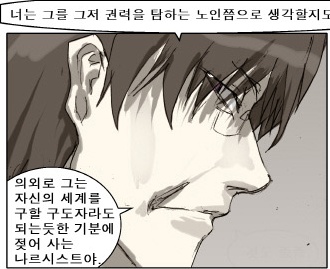 너는 그를 그저 권력을 탐하는 노인쯤으로 생각할지도
의외로 그는
자신의 세계를
구할 구도자라도
되는듯한 기분에
젖어 사는
나르시스트야.